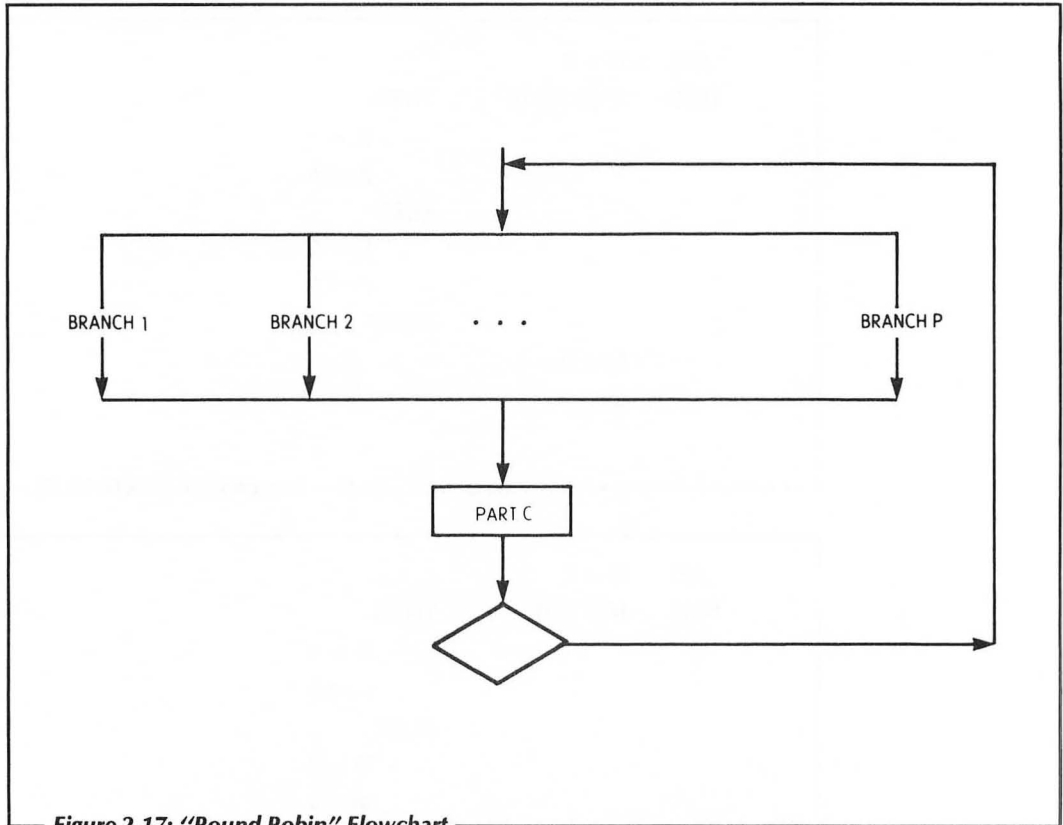 BRANCH 1 BRANCH 2 . . . BRANCH P
PART C
Figure 2.17: "Round Robin" Flowchart